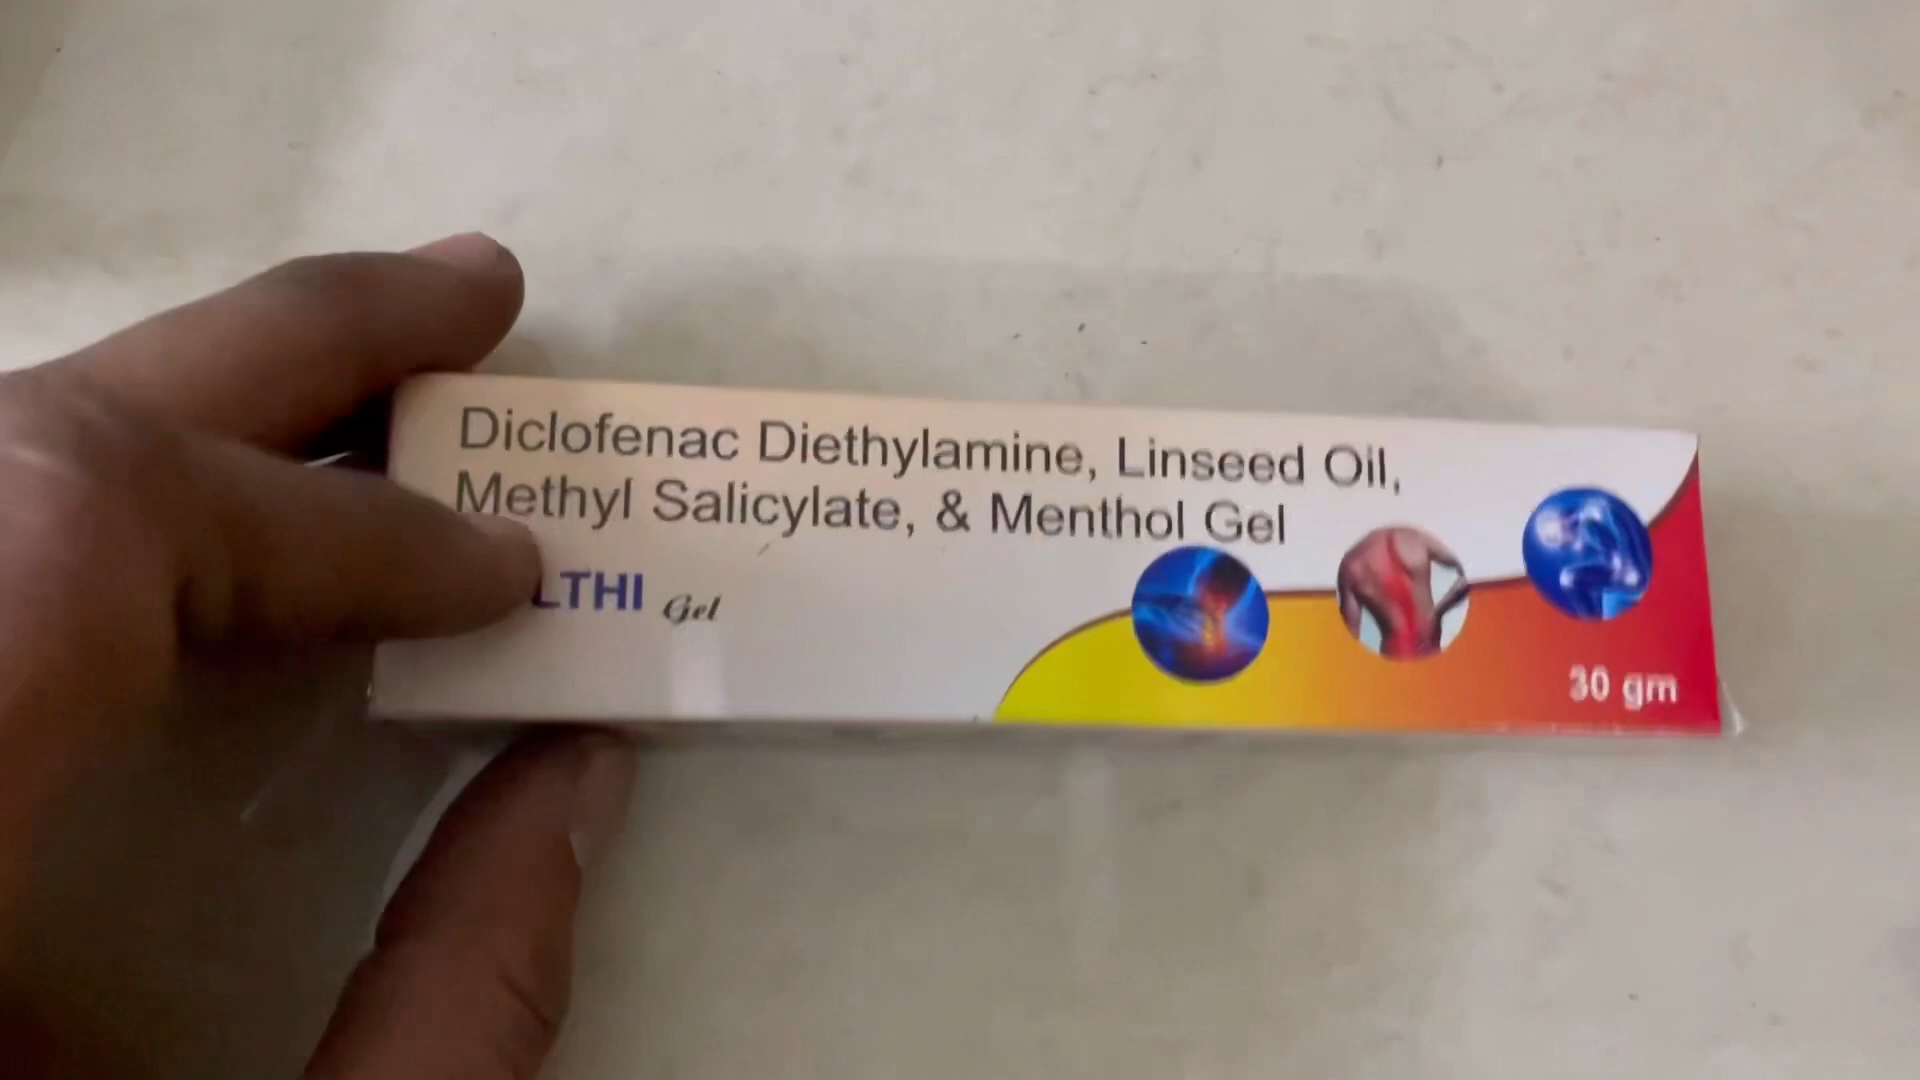 Diclofenac Diethylamine, Linseed Oil,
Methyl Salicylate, & Menthol Gel
LTHI Gel
30 gm